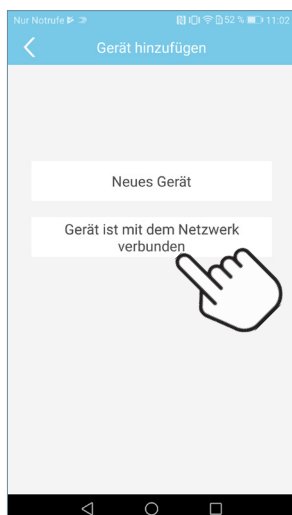 Nur Notrufe 52 % 11:02
Gerät hinzufügen
Neues Gerät
Gerät ist mit dem Netzwerk
verbunden